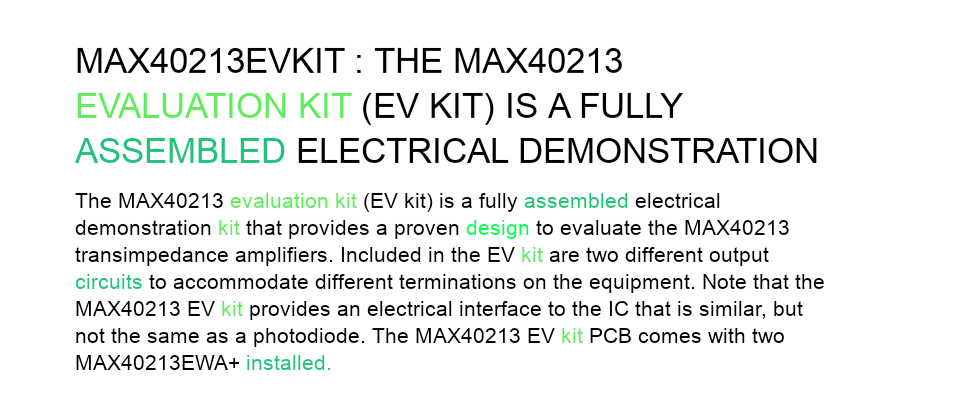 MAX40213EVKIT : THE MAX40213
EVALUATION KIT (EV KIT) IS A FULLY
ASSEMBLED ELECTRICAL DEMONSTRATION
The MAX40213 evaluation kit (EV kit) is a fully assembled electrical
demonstration kit that provides a proven design to evaluate the MAX40213
transimpedance amplifiers. Included in the EV kit are two different output
circuits to accommodate different terminations on the equipment. Note that the
MAX40213 EV kit provides an electrical interface to the IC that is similar, but
not the same as a photodiode. The MAX40213 EV kit PCB comes with two
MAX40213EWA+ installed.